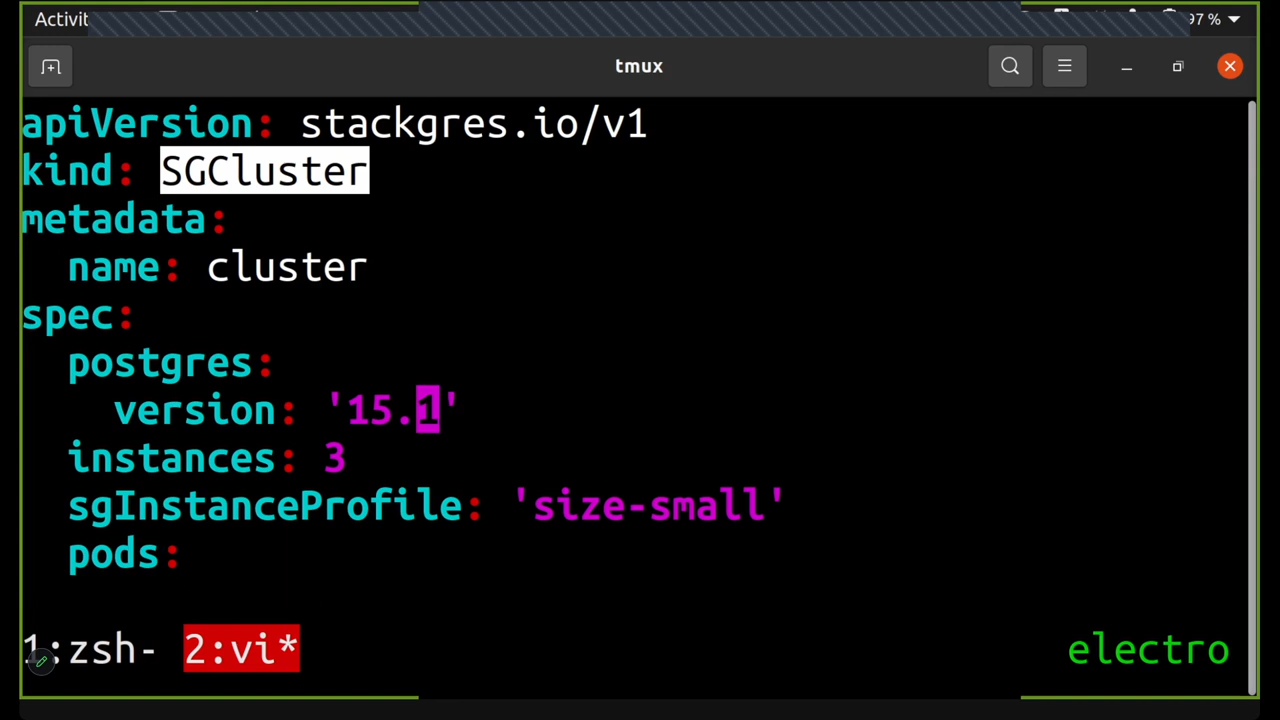 Activit
97 %
tmux
apiVersion: stackgres.io/v1
kind: SGCluster
metadata:
  name: cluster
spec:
  postgres:
    version: '15.1'
  instances: 3
  sgInstanceProfile: 'size-small'
  pods:
1:zsh- 2:vi* electro